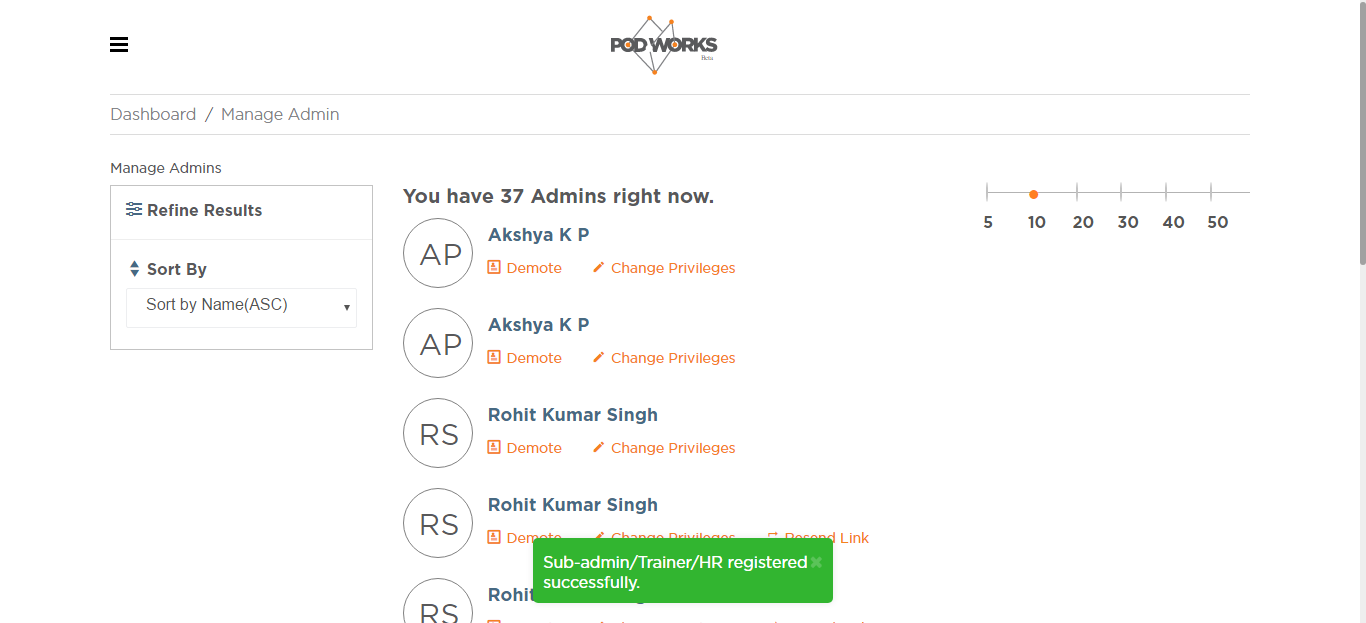 POD WORKS
Beta
Dashboard / Manage Admin
Manage Admins
Refine Results
Sort By
Sort by Name(ASC)
You have 37 Admins right now.
5 10 20 30 40 50
AP
Akshya K P
Demote Change Privileges
AP
Akshya K P
Demote Change Privileges
RS
Rohit Kumar Singh
Demote Change Privileges
RS
Rohit Kumar Singh
Demote Change Privileges Resend Link
RS
Rohit
Sub-admin/Trainer/HR registered
successfully.